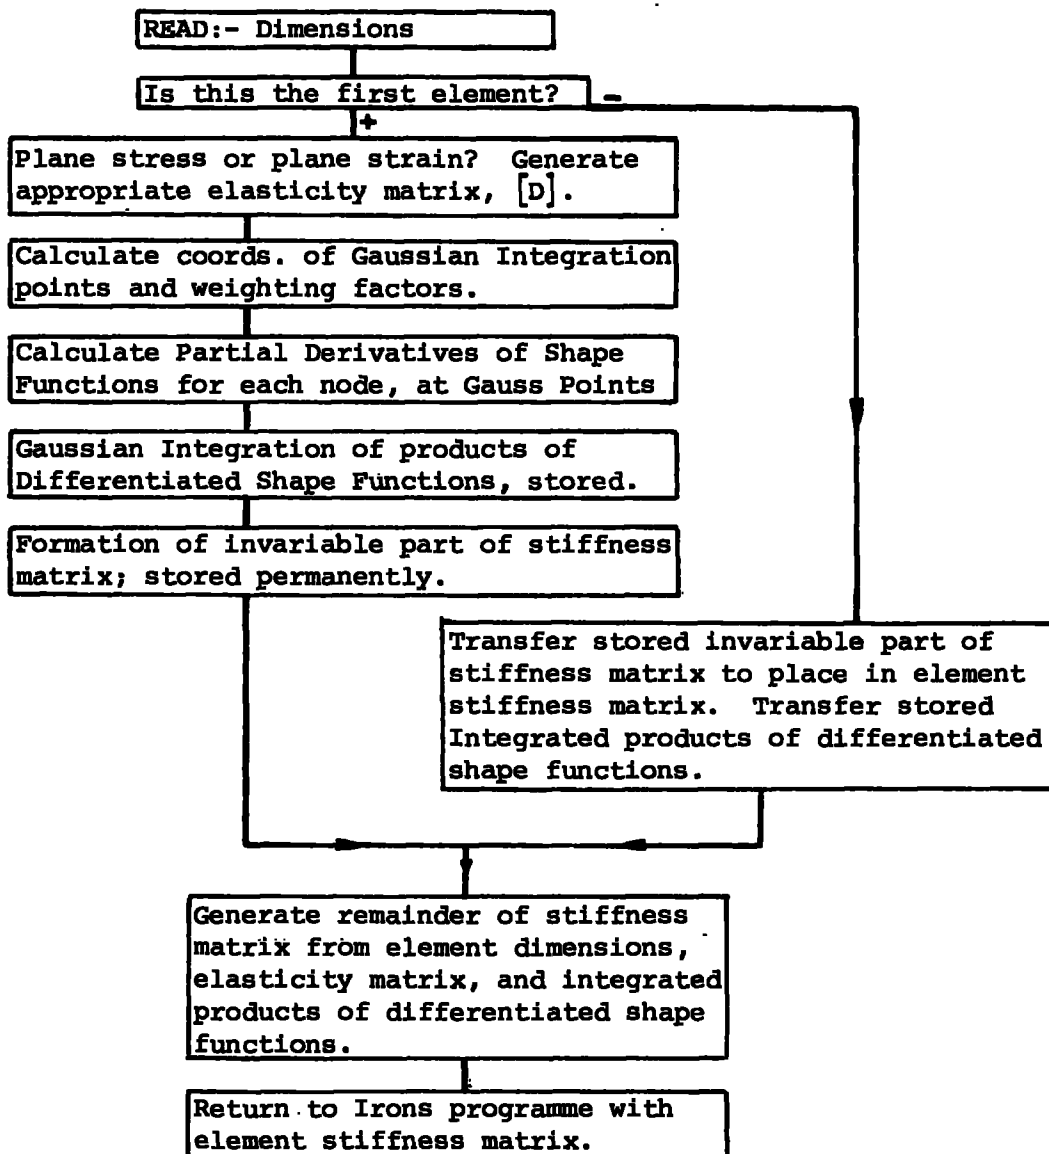 READ:- Dimensions
Is this the first element? -
+
Plane stress or plane strain? Generate
appropriate elasticity matrix, [D].
Calculate coords. of Gaussian Integration
points and weighting factors.
Calculate Partial Derivatives of Shape
Functions for each node, at Gauss Points
Gaussian Integration of products of
Differentiated Shape Functions, stored.
Formation of invariable part of stiffness
matrix; stored permanently.
Transfer stored invariable part of
stiffness matrix to place in element
stiffness matrix. Transfer stored
Integrated products of differentiated
shape functions.
Generate remainder of stiffness
matrix from element dimensions,
elasticity matrix, and integrated
products of differentiated shape
functions.
Return to Irons programme with
element stiffness matrix.